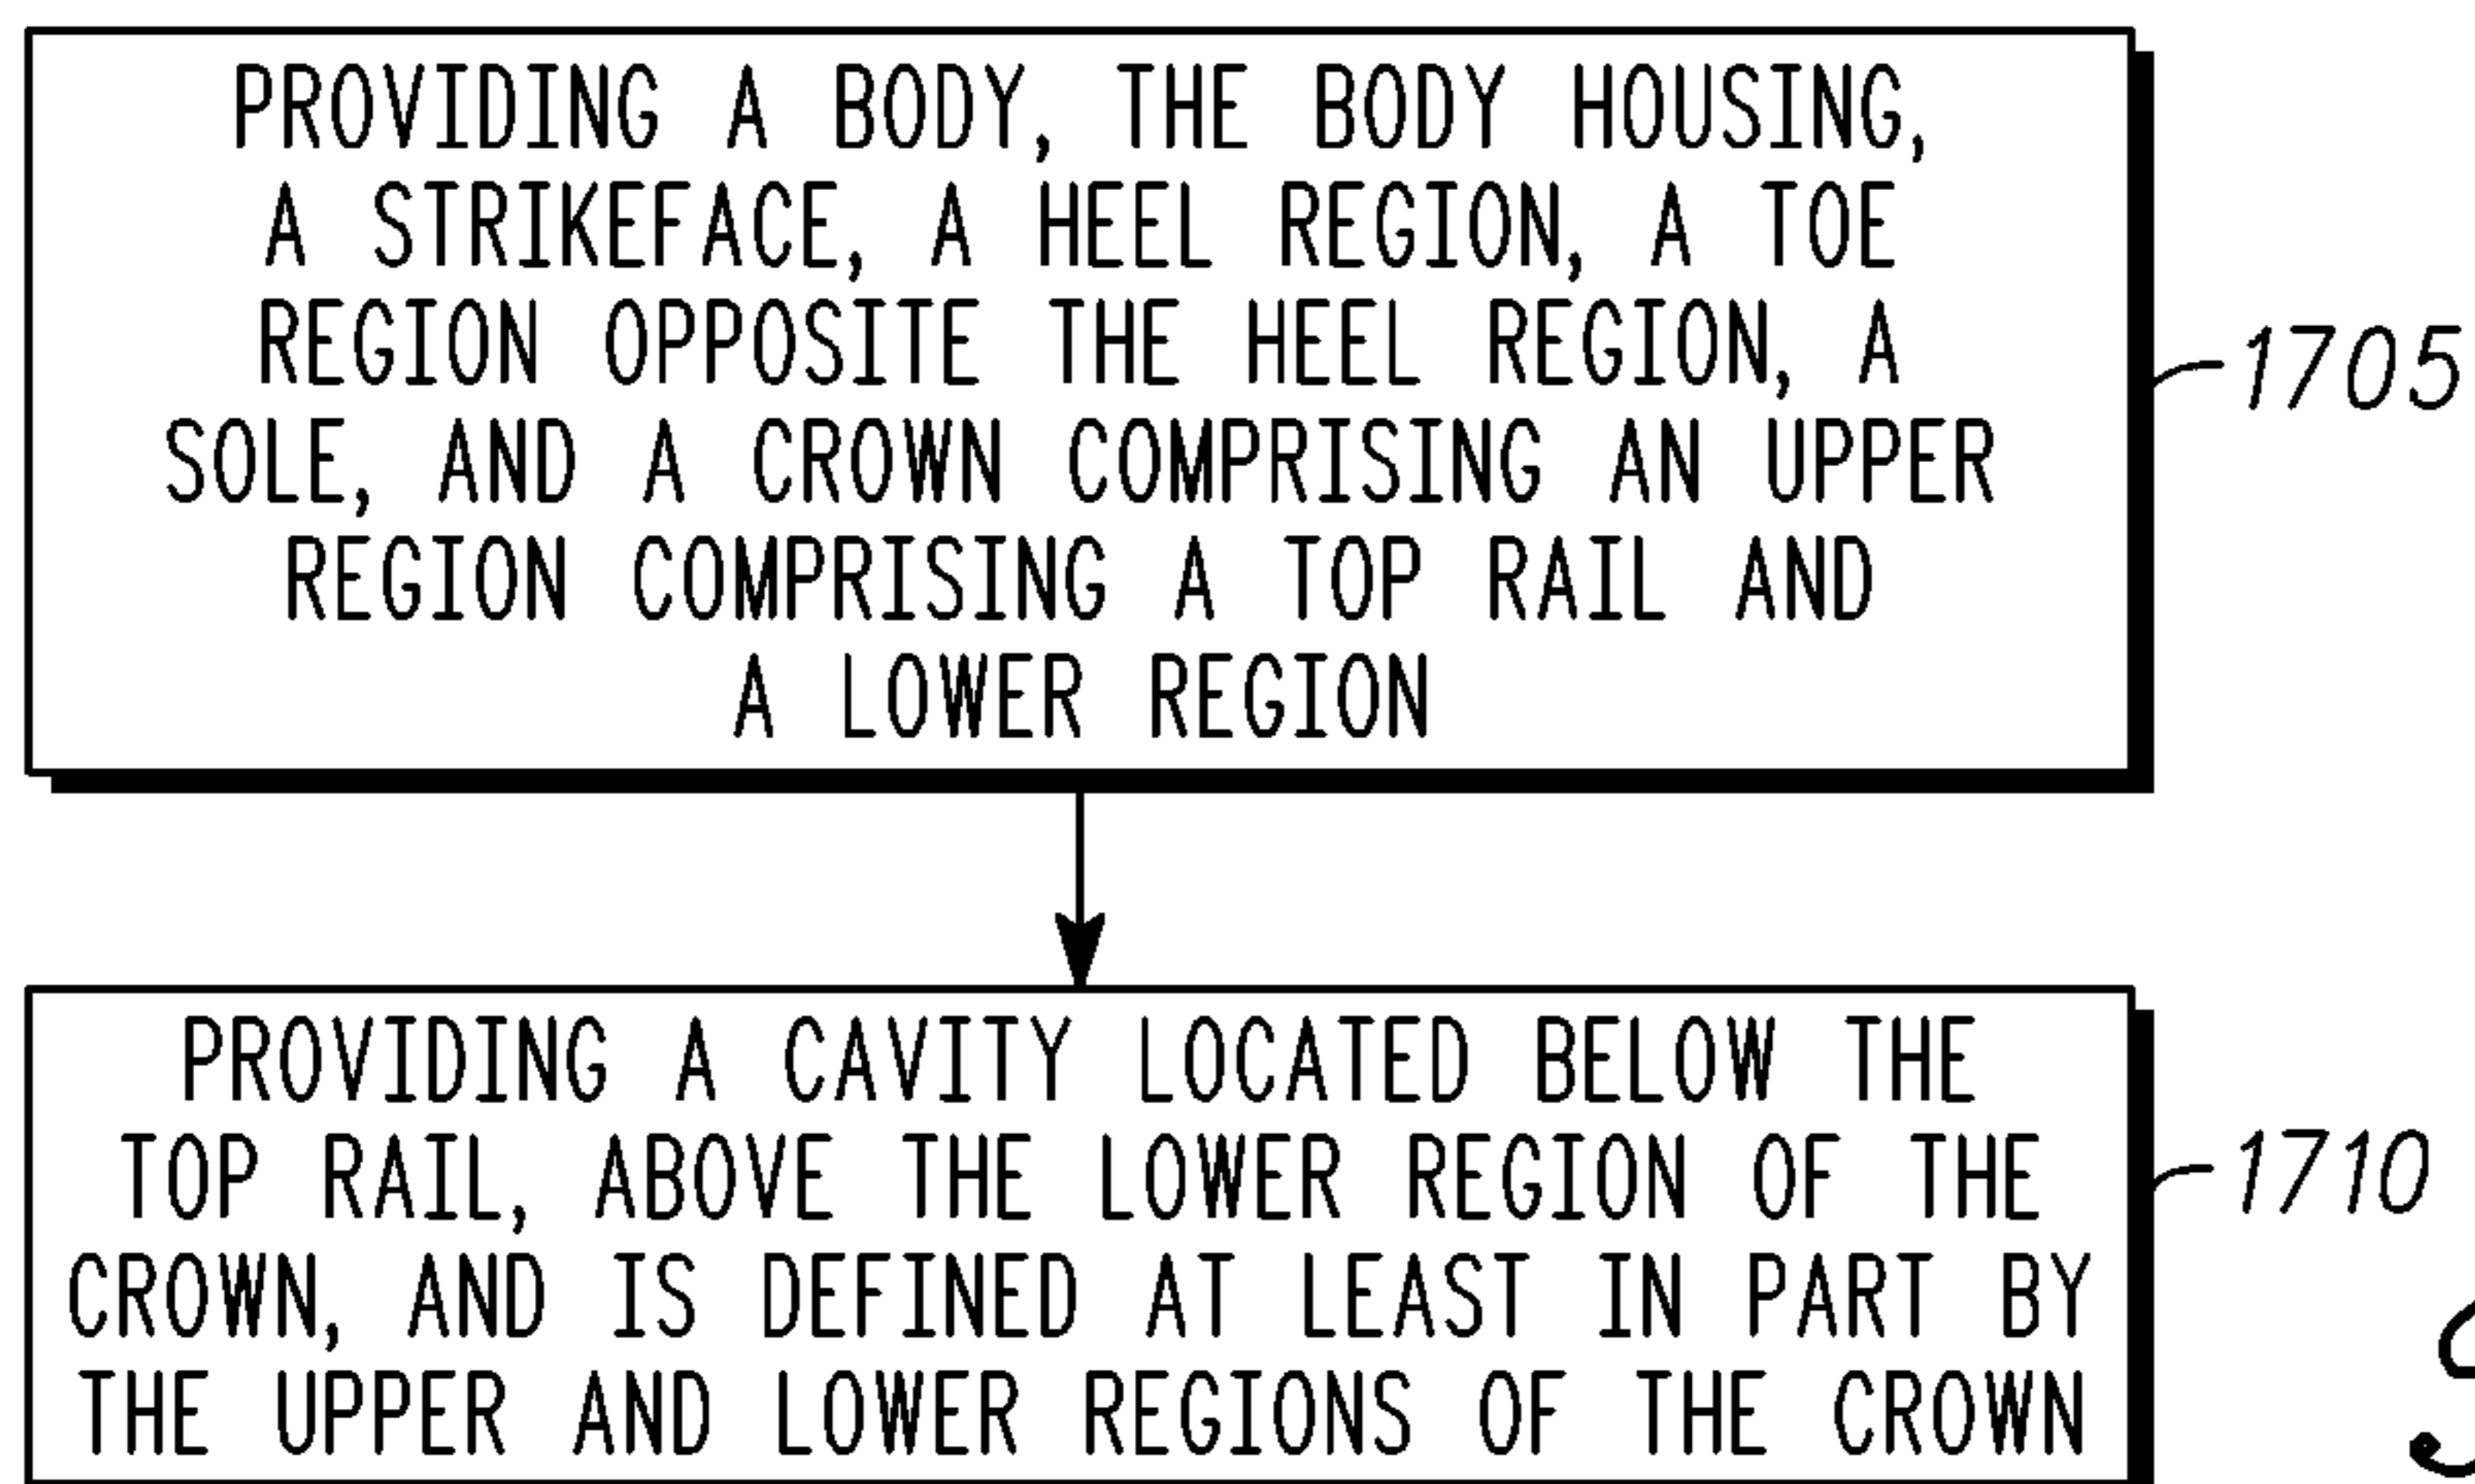 PROVIDING A BODY, THE BODY HOUSING,
A STRIKEFACE, A HEEL REGION, A TOE
REGION OPPOSITE THE HEEL REGION, A
SOLE, AND A CROWN COMPRISING AN UPPER
REGION COMPRISING A TOP RAIL AND
A LOWER REGION
1705
PROVIDING A CAVITY LOCATED BELOW THE
TOP RAIL, ABOVE THE LOWER REGION OF THE
CROWN, AND IS DEFINED AT LEAST IN PART BY
THE UPPER AND LOWER REGIONS OF THE CROWN
1710